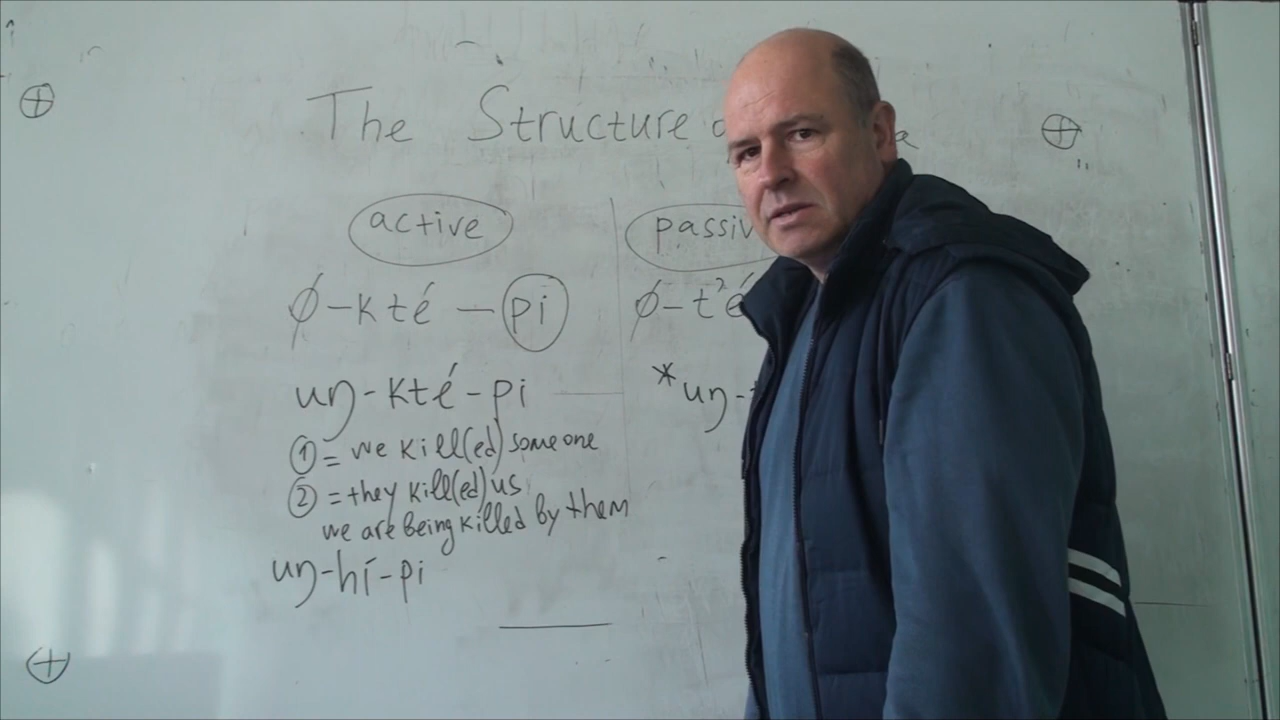 The Structure
active passiv
∅-kté-pi ∅-t'é
uŋ-kté-pi *uŋ-
① = we kill(ed) someone
② = they kill(ed) us
we are being killed by them
uŋ-hí-pi